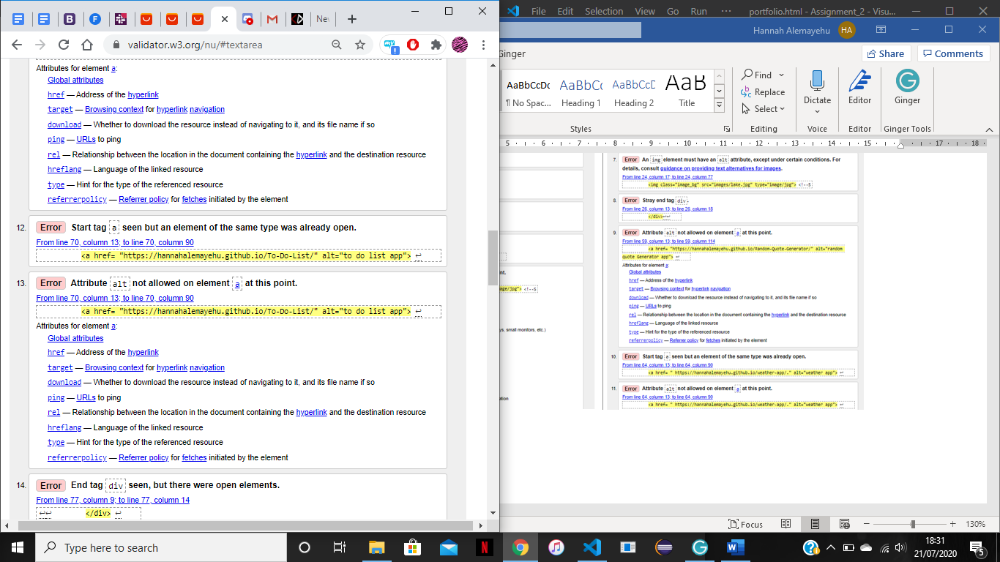 Nev
File Edit Selection View Go Run ··· portfolio.html - Assignment_2 - Visu...
validator.w3.org/nu/#textarea
Hannah Alemayehu HA
Ginger
Share
Comments
AaBbCcDc
AaBbCc
AaBbCcD
AaB
¶ No Spac...
Heading 1
Heading 2
Title
Styles
Find
Replace
Select
Editing
Dictate
Voice
Editor
Editor
Ginger
Ginger Tools
Attributes for element a:
Global attributes
href — Address of the hyperlink
target — Browsing context for hyperlink navigation
download — Whether to download the resource instead of navigating to it, and its file name if so
ping — URLs to ping
rel — Relationship between the location in the document containing the hyperlink and the destination resource
hreflang — Language of the linked resource
type — Hint for the type of the referenced resource
referrerpolicy — Referrer policy for fetches initiated by the element
12. Error Start tag a seen but an element of the same type was already open.
From line 70, column 13; to line 70, column 90
<a href= "https://hannahalemayehu.github.io/To-Do-List/" alt="to do list app"> ↩
13. Error Attribute alt not allowed on element a at this point.
From line 70, column 13; to line 70, column 90
<a href= "https://hannahalemayehu.github.io/To-Do-List/" alt="to do list app"> ↩
Attributes for element a:
Global attributes
href — Address of the hyperlink
target — Browsing context for hyperlink navigation
download — Whether to download the resource instead of navigating to it, and its file name if so
ping — URLs to ping
rel — Relationship between the location in the document containing the hyperlink and the destination resource
hreflang — Language of the linked resource
type — Hint for the type of the referenced resource
referrerpolicy — Referrer policy for fetches initiated by the element
14. Error End tag div seen, but there were open elements.
From line 77, column 9; to line 77, column 14
↩↩ </div> ↩
5 6 7 8 9 10 11 12 13 14 15 17 18
nt.
age/jpg"> <!--S
ys, small monitors, etc.)
ation
7. Error An img element must have an alt attribute, except under certain conditions. For
details, consult guidance on providing text alternatives for images.
From line 24, column 17; to line 24, column 77
<img class="image_bg" src="images/lake.jpg" type="image/jpg"> <!--S
8. Error Stray end tag div.
From line 26, column 13; to line 26, column 18
</div>↩↩
9. Error Attribute alt not allowed on element a at this point.
From line 59, column 13; to line 59, column 114
<a href= "https://hannahalemayehu.github.io/Random-Quote-Generator/" alt="random
quote Generator app"> ↩
Attributes for element a:
Global attributes
href — Address of the hyperlink
target — Browsing context for hyperlink navigation
download — Whether to download the resource instead of navigating to it, and its file name if so
ping — URLs to ping
rel — Relationship between the location in the document containing the hyperlink and the destination resource
hreflang — Language of the linked resource
type — Hint for the type of the referenced resource
referrerpolicy — Referrer policy for fetches initiated by the element
10. Error Start tag a seen but an element of the same type was already open.
From line 64, column 13; to line 64, column 90
<a href= " https://hannahalemayehu.github.io/weather-app/." alt="weather app"> ↩
11. Error Attribute alt not allowed on element a at this point.
From line 64, column 13; to line 64, column 90
<a href= " https://hannahalemayehu.github.io/weather-app/." alt="weather app"> ↩
Focus
130%
Type here to search
18:31
21/07/2020
5